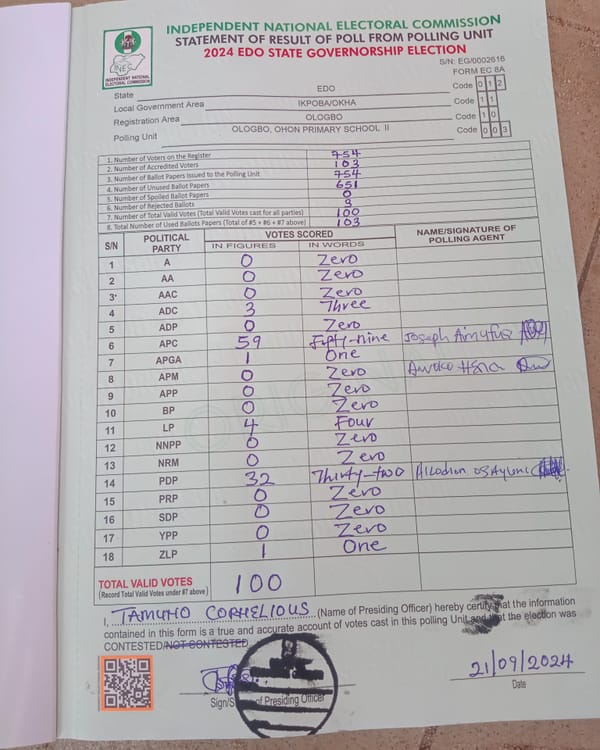 INDEPENDENT NATIONAL ELECTORAL COMMISSION
STATEMENT OF RESULT OF POLL FROM POLLING UNIT
2024 EDO STATE GOVERNORSHIP ELECTION
INEC
INDEPENDENT NATIONAL ELECTORAL COMMISSION
S/N: EG/0002616
FORM EC 8A
State EDO Code 0 1 2
Local Government Area IKPOBA/OKHA Code 1 1
Registration Area OLOGBO Code 1 0
Polling Unit OLOGBO, OHON PRIMARY SCHOOL II Code 0 0 3
1. Number of Voters on the Register 754
2. Number of Accredited Voters 103
3. Number of Ballot Papers Issued to the Polling Unit 754
4. Number of Unused Ballot Papers 651
5. Number of Spoiled Ballot Papers 0
6. Number of Rejected Ballots 3
7. Number of Total Valid Votes (Total Valid Votes cast for all parties) 100
8. Total Number of Used Ballots Papers (Total of #5 + #6 + #7 above) 103
S/N POLITICAL PARTY VOTES SCORED NAME/SIGNATURE OF POLLING AGENT
IN FIGURES IN WORDS
1 A 0 Zero
2 AA 0 Zero
3 AAC 0 Zero
4 ADC 3 Three
5 ADP 0 Zero
6 APC 59 Fifty-nine Joseph
7 APGA 1 One
8 APM 0 Zero
9 APP 0 Zero
10 BP 0 Zero
11 LP 4 Four
12 NNPP 0 Zero
13 NRM 0 Zero
14 PDP 32 Thirty-two
15 PRP 0 Zero
16 SDP 0 Zero
17 YPP 0 Zero
18 ZLP 1 One
TOTAL VALID VOTES 100
(Record Total Valid Votes under #7 above)
I, TAMUNO CORNELIOUS (Name of Presiding Officer) hereby certify that the information
contained in this form is a true and accurate account of votes cast in this polling Unit and that the election was
CONTESTED/NOT CONTESTED
21/09/2024
Sign/S of Presiding Officer Date